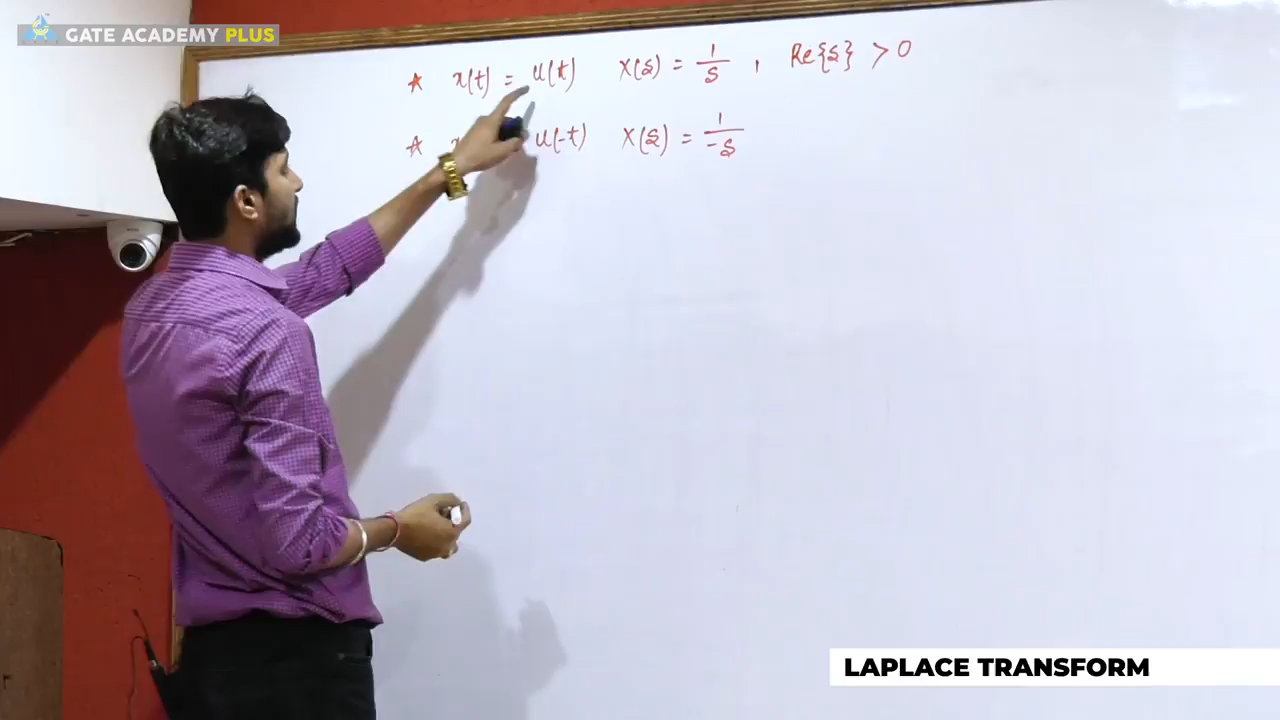 GATE ACADEMY PLUS
* x(t) = u(t) X(s) = 1/s , Re{s} > 0
* u(-t) X(s) = 1/-s
LAPLACE TRANSFORM